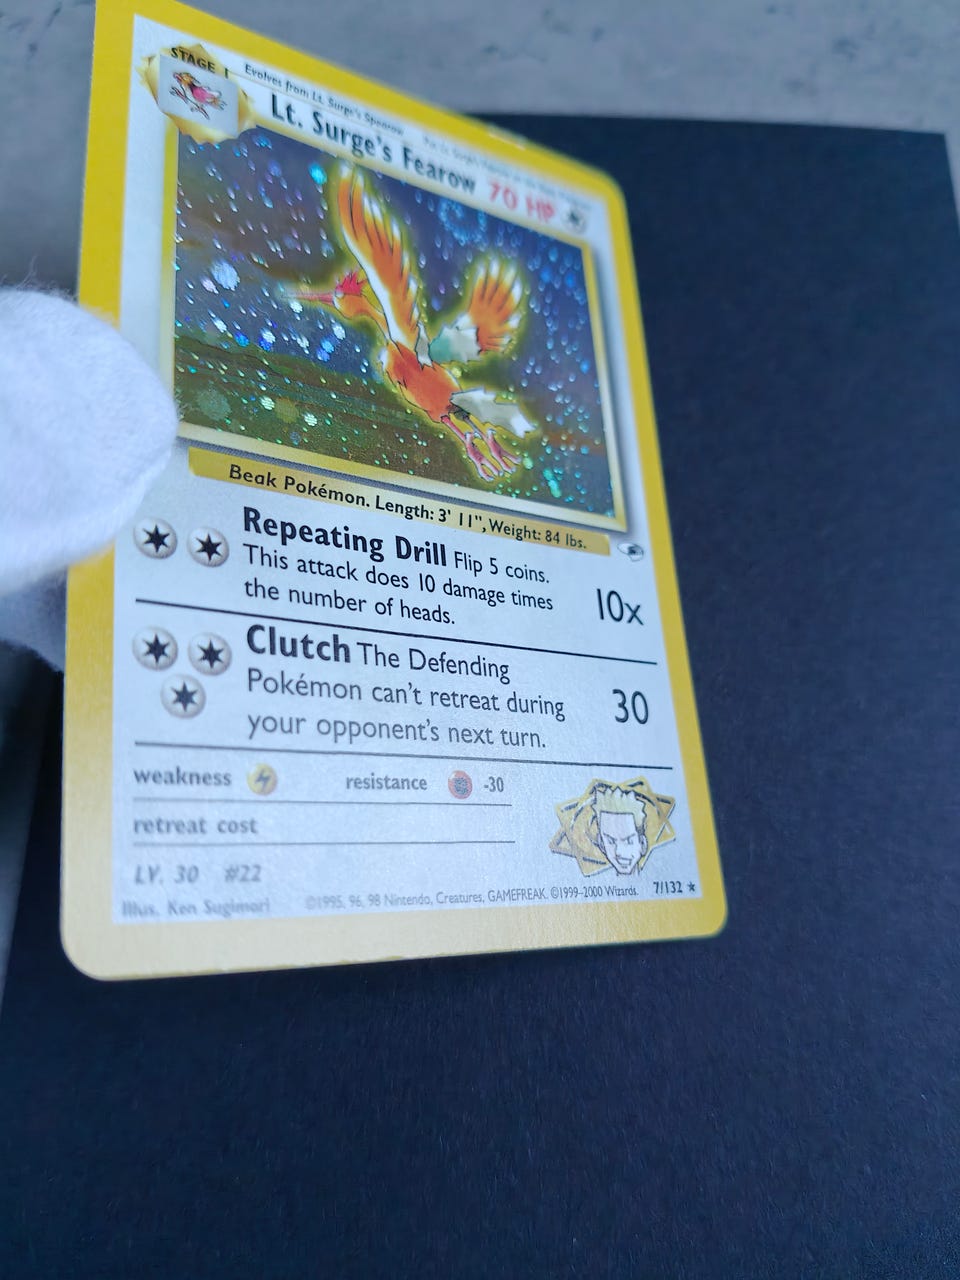 STAGE 1
Evolves from Lt. Surge's Spearow
Put Lt. Surge's
Lt. Surge's Fearow 70 HP
Beak Pokémon. Length: 3' 11", Weight: 84 lbs.
Repeating Drill Flip 5 coins.
This attack does 10 damage times
the number of heads.
10x
Clutch The Defending
Pokémon can't retreat during
your opponent's next turn.
30
weakness resistance -30
retreat cost
LV. 30 #22
Illus. Ken Sugimori ©1995, 96, 98 Nintendo, Creatures, GAMEFREAK. ©1999-2000 Wizards. 7/132 ★